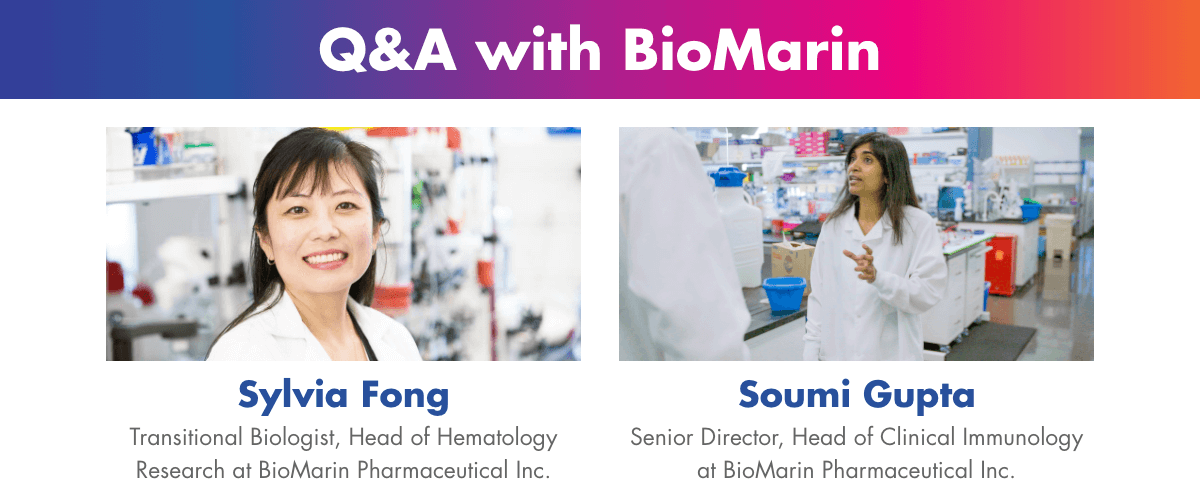 Q&A with BioMarin
Sylvia Fong
Transitional Biologist, Head of Hematology
Research at BioMarin Pharmaceutical Inc.
Soumi Gupta
Senior Director, Head of Clinical Immunology
at BioMarin Pharmaceutical Inc.